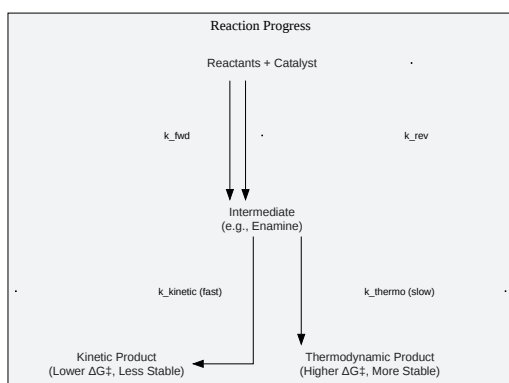 Reaction Progress
Reactants + Catalyst
k_fwd
k_rev
Intermediate
(e.g., Enamine)
k_kinetic (fast)
k_thermo (slow)
Kinetic Product
(Lower ΔG‡, Less Stable)
Thermodynamic Product
(Higher ΔG‡, More Stable)